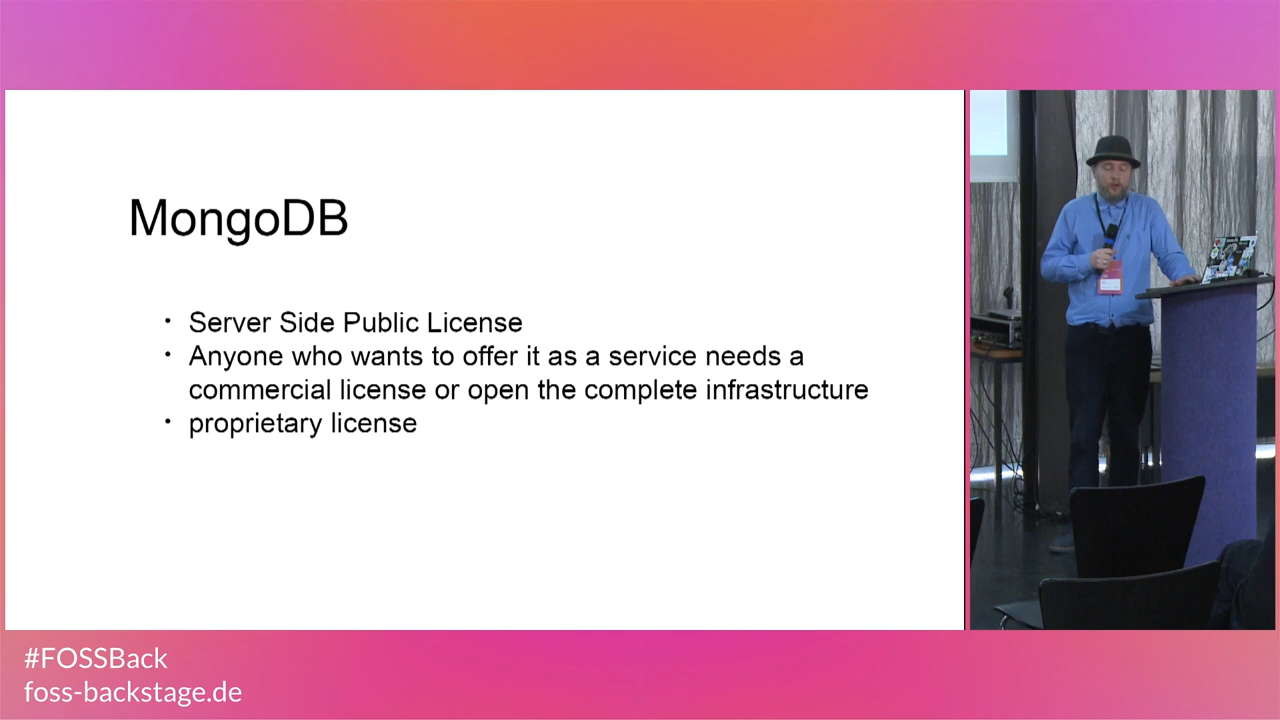 MongoDB
· Server Side Public License
· Anyone who wants to offer it as a service needs a
commercial license or open the complete infrastructure
· proprietary license
#FOSSBack
foss-backstage.de